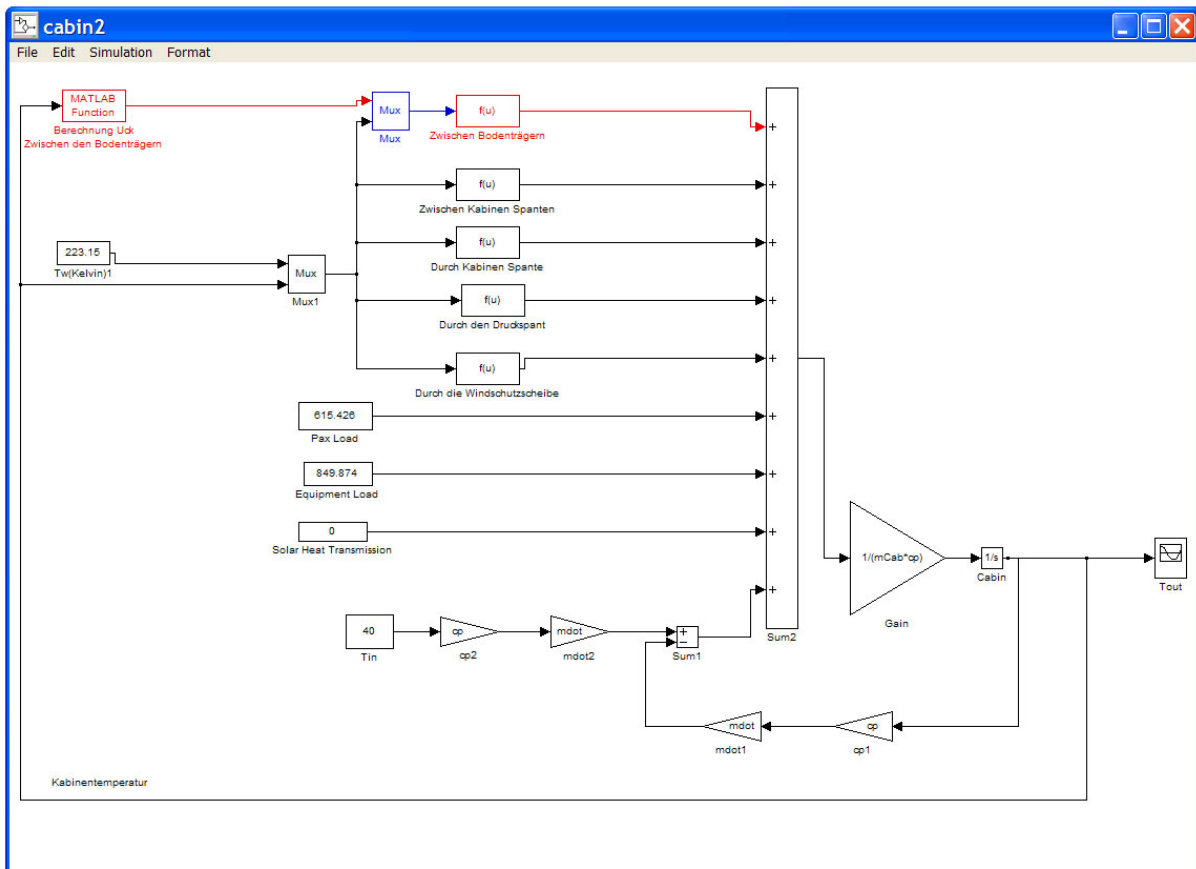 cabin2
File Edit Simulation Format
MATLAB
Function
Berechnung Uck
Zwischen den Bodenträgern
Mux
Mux
f(u)
Zwischen Bodenträgern
+
f(u)
Zwischen Kabinen Spanten
+
223.15
Tw(Kelvin)1
Mux
Mux1
f(u)
Durch Kabinen Spante
+
f(u)
Durch den Druckspant
+
f(u)
Durch die Windschutzscheibe
+
615.426
Pax Load
+
849.874
Equipment Load
+
0
Solar Heat Transmission
+
1/(mCab*cp)
Gain
1/s
Cabin
Tout
+
Sum2
40
Tin
cp
cp2
mdot
mdot2
+
−
Sum1
mdot
mdot1
cp
cp1
Kabinentemperatur